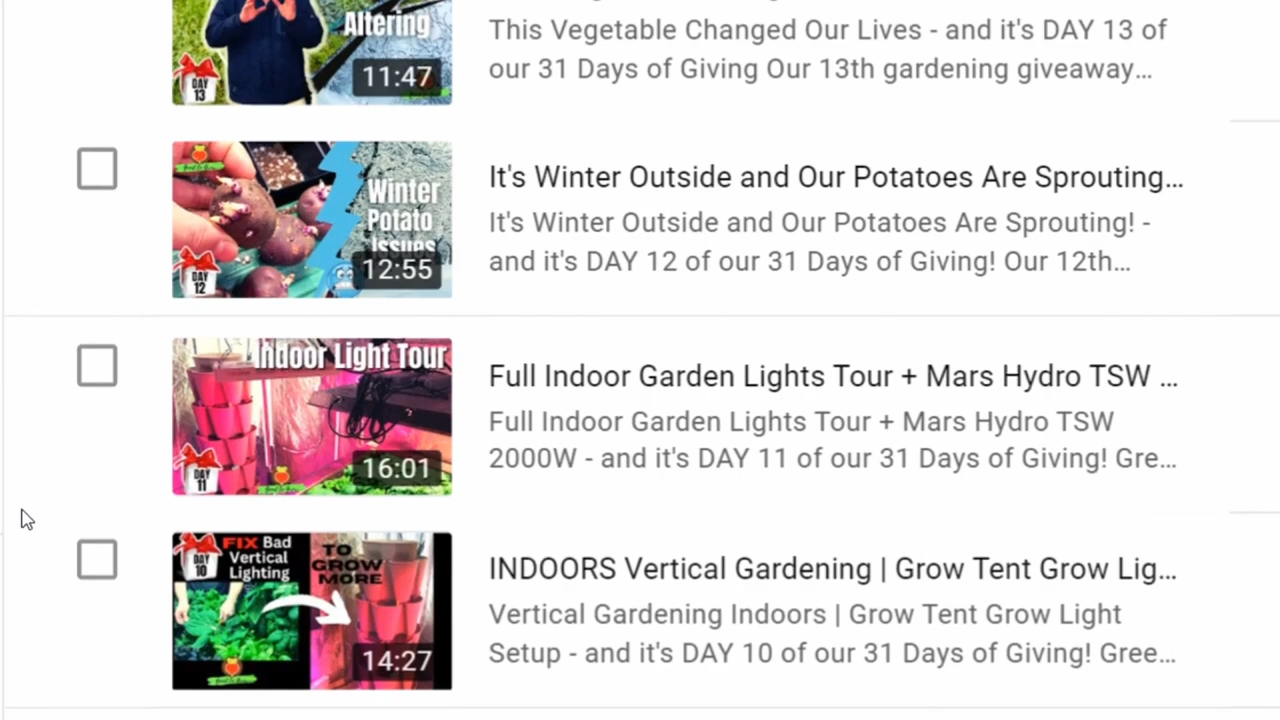 Altering
DAY
13
11:47
This Vegetable Changed Our Lives - and it's DAY 13 of
our 31 Days of Giving Our 13th gardening giveaway...
Winter
Potato
Issues
DAY
12
12:55
It's Winter Outside and Our Potatoes Are Sprouting...
It's Winter Outside and Our Potatoes Are Sprouting! -
and it's DAY 12 of our 31 Days of Giving! Our 12th...
Indoor Light Tour
DAY
11
16:01
Full Indoor Garden Lights Tour + Mars Hydro TSW ...
Full Indoor Garden Lights Tour + Mars Hydro TSW
2000W - and it's DAY 11 of our 31 Days of Giving! Gre...
DAY
10
FIX Bad
Vertical
Lighting
TO
GROW
MORE
14:27
INDOORS Vertical Gardening | Grow Tent Grow Lig...
Vertical Gardening Indoors | Grow Tent Grow Light
Setup - and it's DAY 10 of our 31 Days of Giving! Gree...